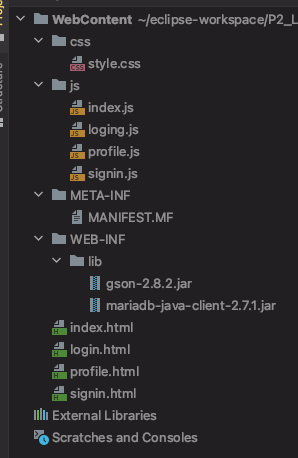 WebContent ~/eclipse-workspace/P2_L
css
style.css
js
index.js
loging.js
profile.js
signin.js
META-INF
MANIFEST.MF
WEB-INF
lib
gson-2.8.2.jar
mariadb-java-client-2.7.1.jar
index.html
login.html
profile.html
signin.html
External Libraries
Scratches and Consoles